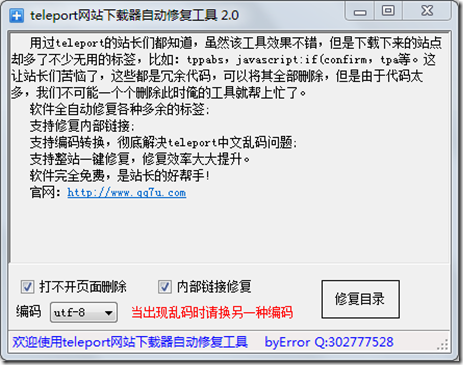 teleport网站下载器自动修复工具 2.0
用过teleport的站长们都知道，虽然该工具效果不错，但是下载下来的站点
却多了不少无用的标签，比如：tppabs，javascript:if(confirm，tpa等。这
让站长们苦恼了，这些都是冗余代码，可以将其全部删除，但是由于代码太
多，我们不可能一个个删除此时俺的工具就帮上忙了。
软件全自动修复各种多余的标签;
支持修复内部链接;
支持编码转换，彻底解决teleport中文乱码问题;
支持整站一键修复，修复效率大大提升。
软件完全免费，是站长的好帮手!
官网：http://www.qq7u.com
打不开页面删除 内部链接修复
修复目录
编码 utf-8 当出现乱码时请换另一种编码
欢迎使用teleport网站下载器自动修复工具 byError Q:302777528